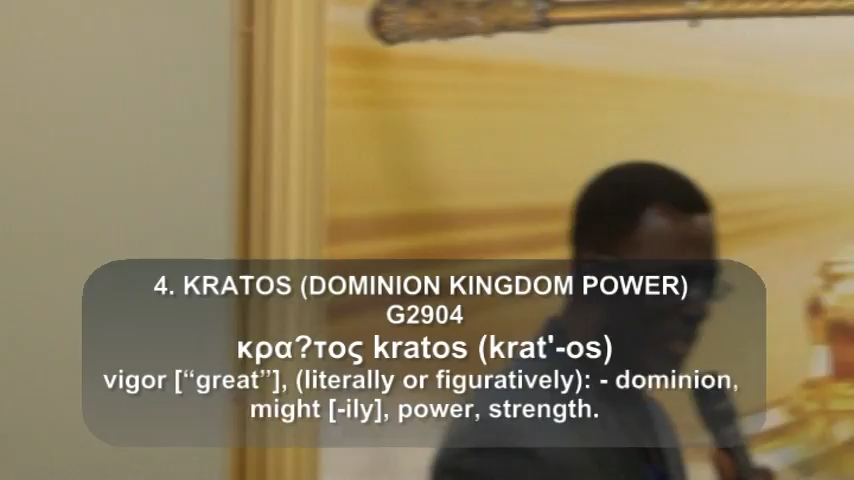 4. KRATOS (DOMINION KINGDOM POWER)
G2904
κρα?τος kratos (krat'-os)
vigor [“great”], (literally or figuratively): - dominion,
might [-ily], power, strength.